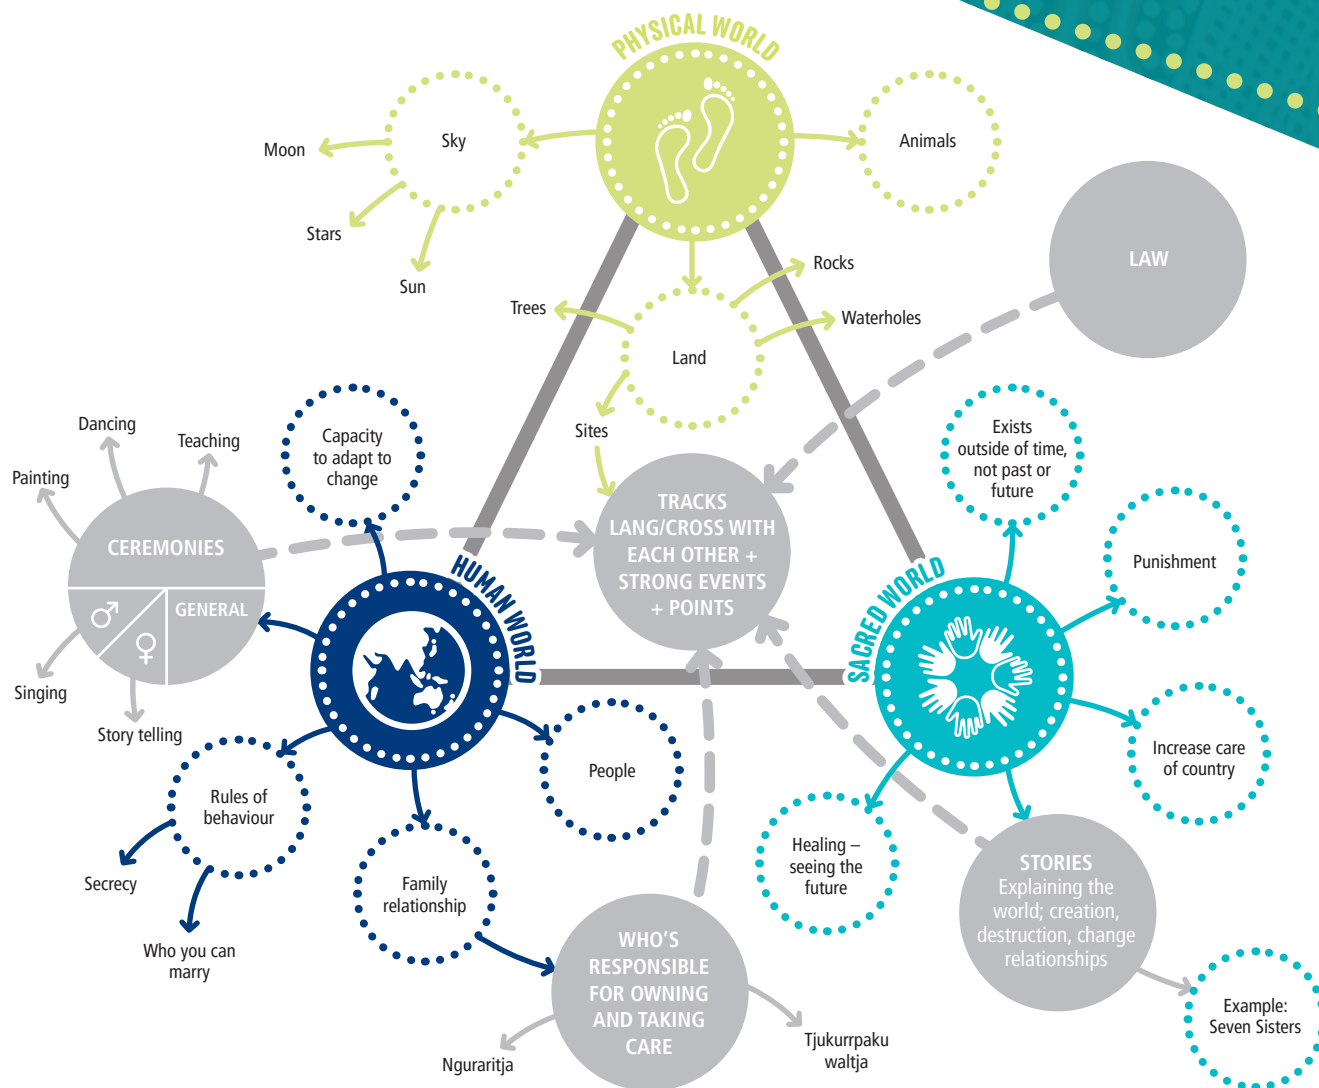 PHYSICAL WORLD
Sky
Moon
Stars
Sun
Animals
Land
Rocks
Waterholes
Trees
Sites
LAW
TRACKS
LANG/CROSS WITH
EACH OTHER +
STRONG EVENTS
+ POINTS
HUMAN WORLD
Capacity
to adapt to
change
CEREMONIES
GENERAL
Dancing
Teaching
Painting
Singing
Story telling
Rules of
behaviour
Secrecy
Who you can
marry
Family
relationship
People
WHO'S
RESPONSIBLE
FOR OWNING
AND TAKING
CARE
Nguraritja
Tjukurrpaku
waltja
SACRED WORLD
Exists
outside of time,
not past or
future
Punishment
Increase care
of country
Healing –
seeing the
future
STORIES
Explaining the
world; creation,
destruction, change
relationships
Example:
Seven Sisters